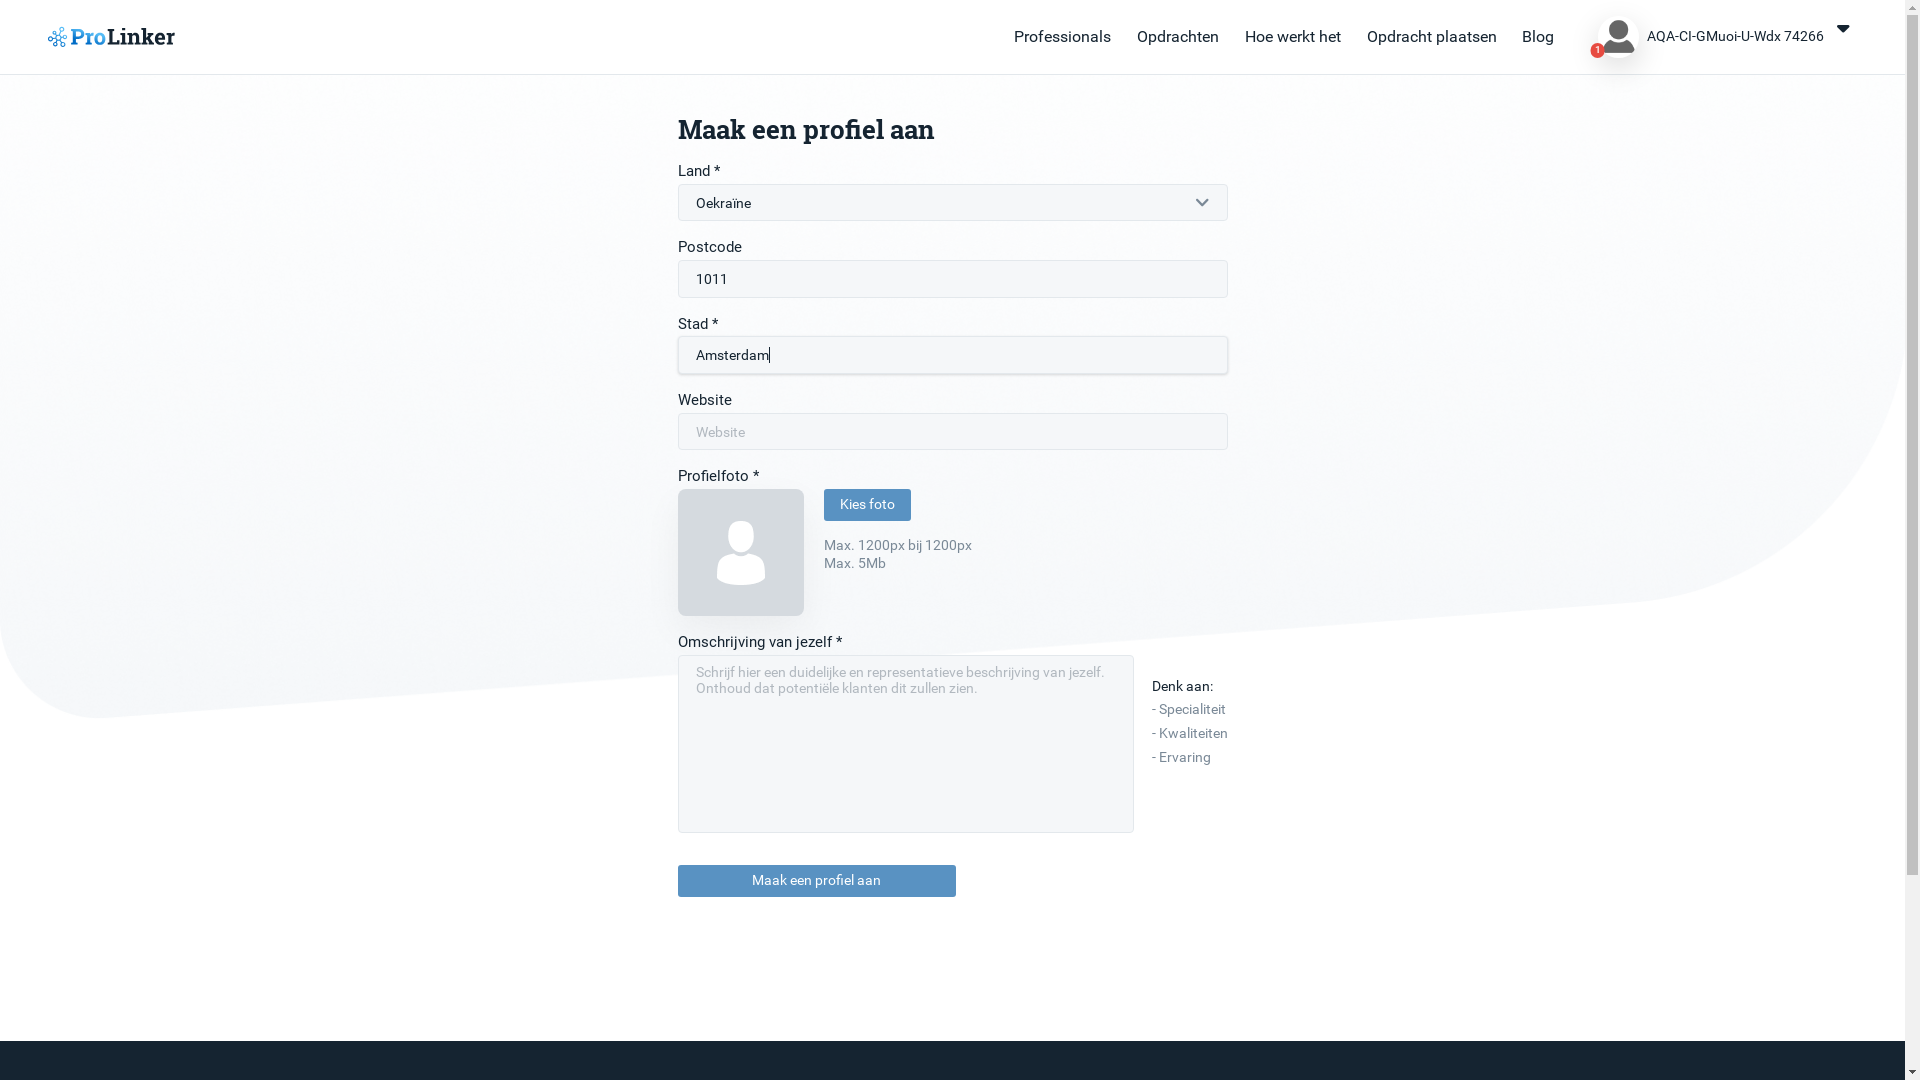 ProLinker
Professionals
Opdrachten
Hoe werkt het
Opdracht plaatsen
Blog
1
AQA-CI-GMuoi-U-Wdx 74266
Maak een profiel aan
Land *
Oekraïne
Postcode
1011
Stad *
Amsterdam
Website
Website
Profielfoto *
Kies foto
Max. 1200px bij 1200px
Max. 5Mb
Omschrijving van jezelf *
Schrijf hier een duidelijke en representatieve beschrijving van jezelf.
Onthoud dat potentiële klanten dit zullen zien.
Denk aan:
- Specialiteit
- Kwaliteiten
- Ervaring
Maak een profiel aan